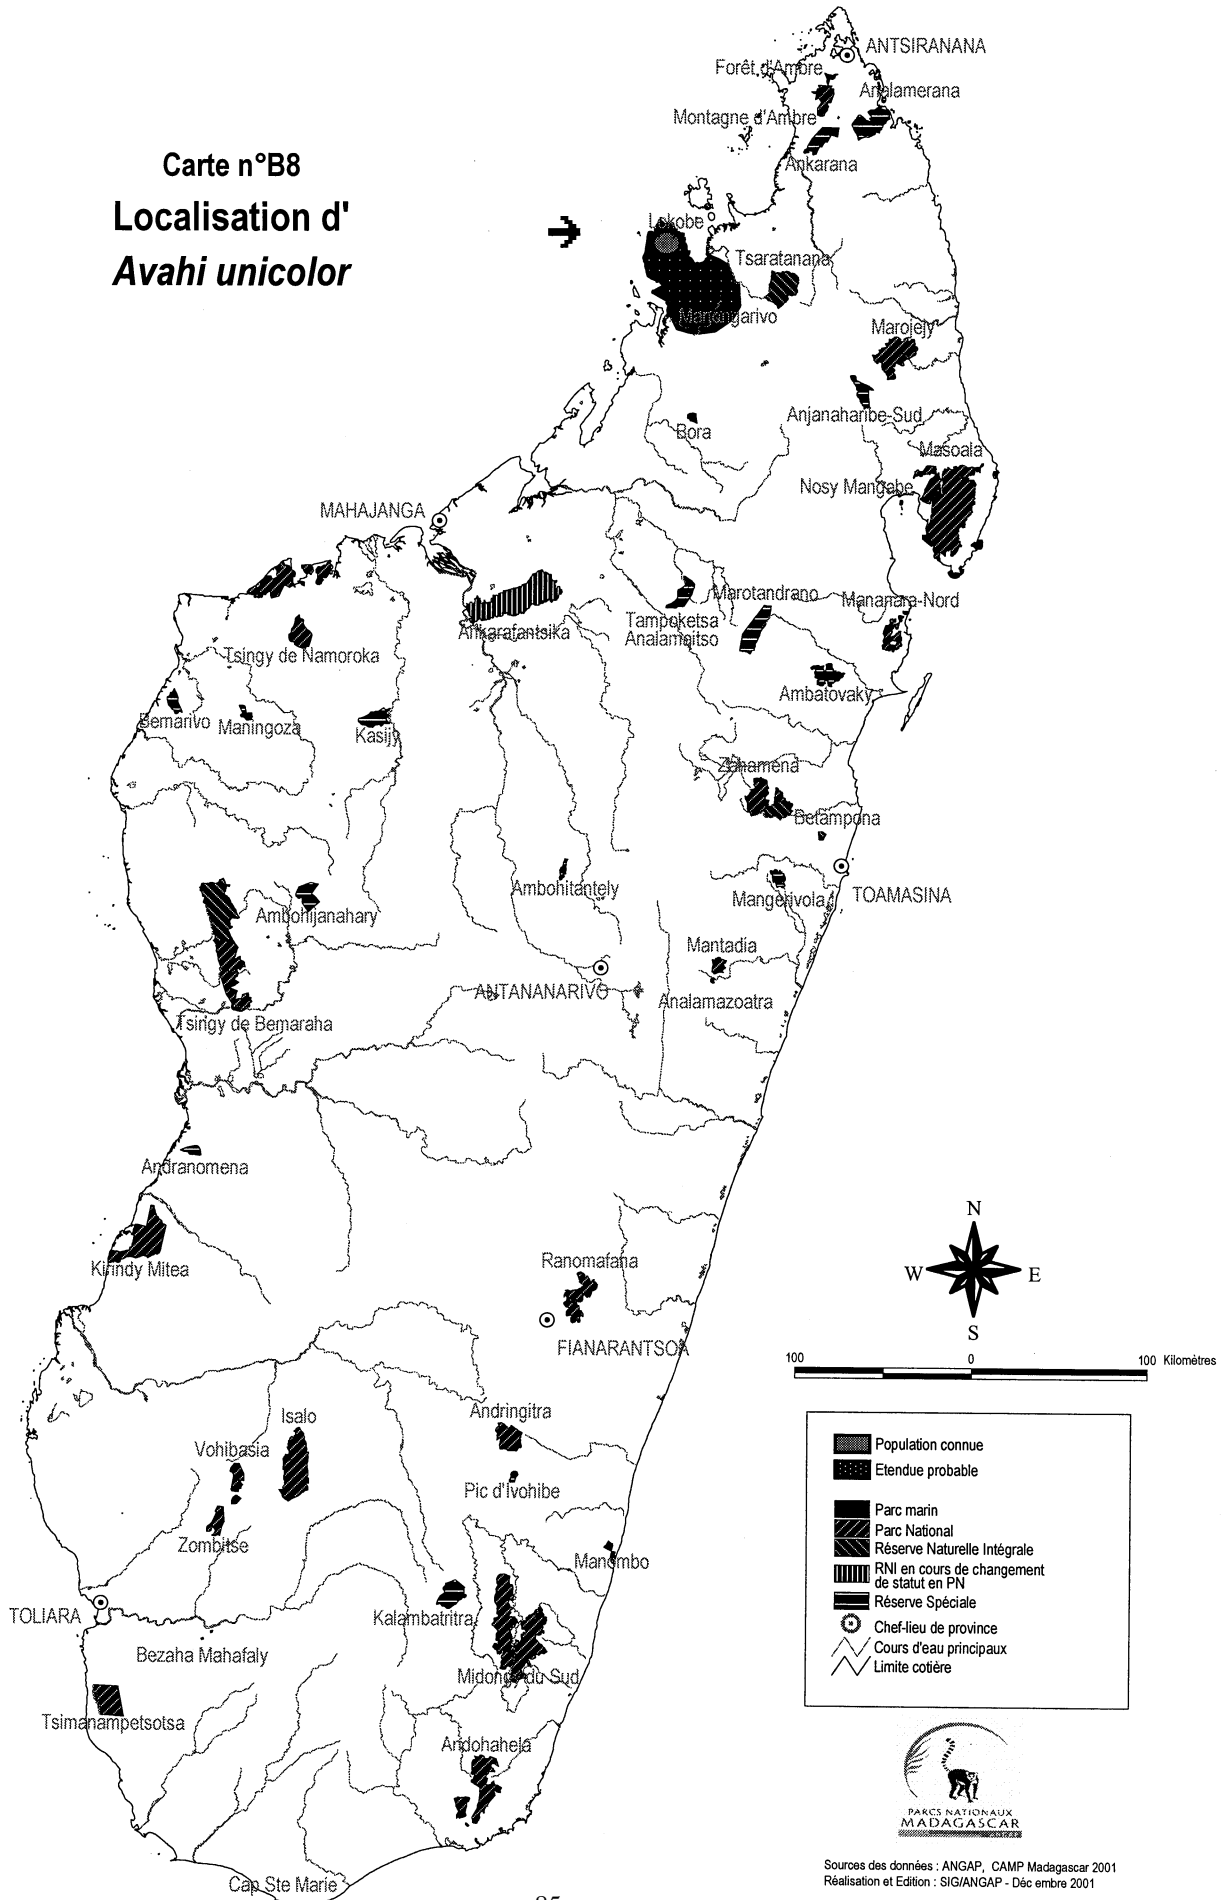 Carte n°B8
Localisation d'
Avahi unicolor
ANTSIRANANA
Forêt d'Ambre
Analamerana
Montagne d'Ambre
Ankarana
Lokobe
Tsaratanana
Manongarivo
Marojejy
Anjanaharibe-Sud
Bora
Masoala
Nosy Mangabe
MAHAJANGA
Marotandrano
Mananara-Nord
Tampoketsa
Analamaitso
Ankarafantsika
Tsingy de Namoroka
Ambatovaky
Bemarivo
Maningoza
Kasijy
Zahamena
Betampona
Ambohitantely
Mangerivola
TOAMASINA
Ambohijanahary
Mantadia
ANTANANARIVO
Analamazoatra
Tsingy de Bemaraha
Andranomena
Kirindy Mitea
Ranomafana
FIANARANTSOA
N
W
E
S
100
0
100 Kilomètres
Andringitra
Isalo
Vohibasia
Pic d'Ivohibe
Zombitse
Manombo
TOLIARA
Kalambatritra
Bezaha Mahafaly
Midongy du Sud
Tsimanampetsotsa
Andohahela
Cap Ste Marie
Population connue
Etendue probable
Parc marin
Parc National
Réserve Naturelle Intégrale
RNI en cours de changement
de statut en PN
Réserve Spéciale
Chef-lieu de province
Cours d'eau principaux
Limite cotière
PARCS NATIONAUX
MADAGASCAR
Sources des données : ANGAP, CAMP Madagascar 2001
Réalisation et Edition : SIG/ANGAP - Déc embre 2001